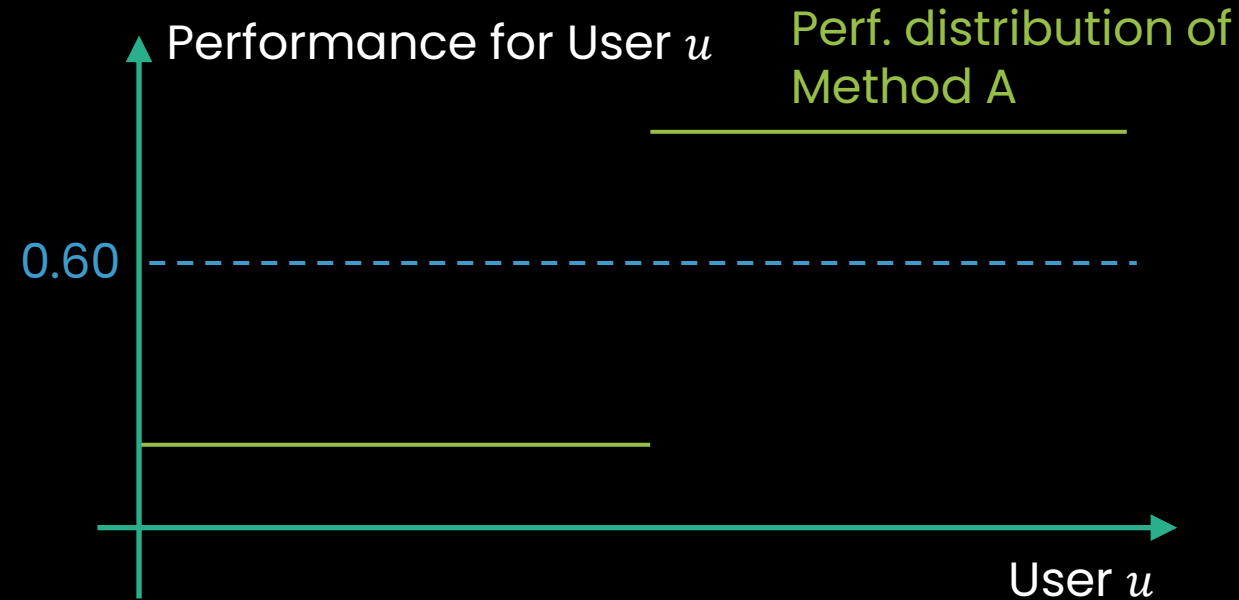 Performance for User u
Perf. distribution of
Method A
0.60
User u